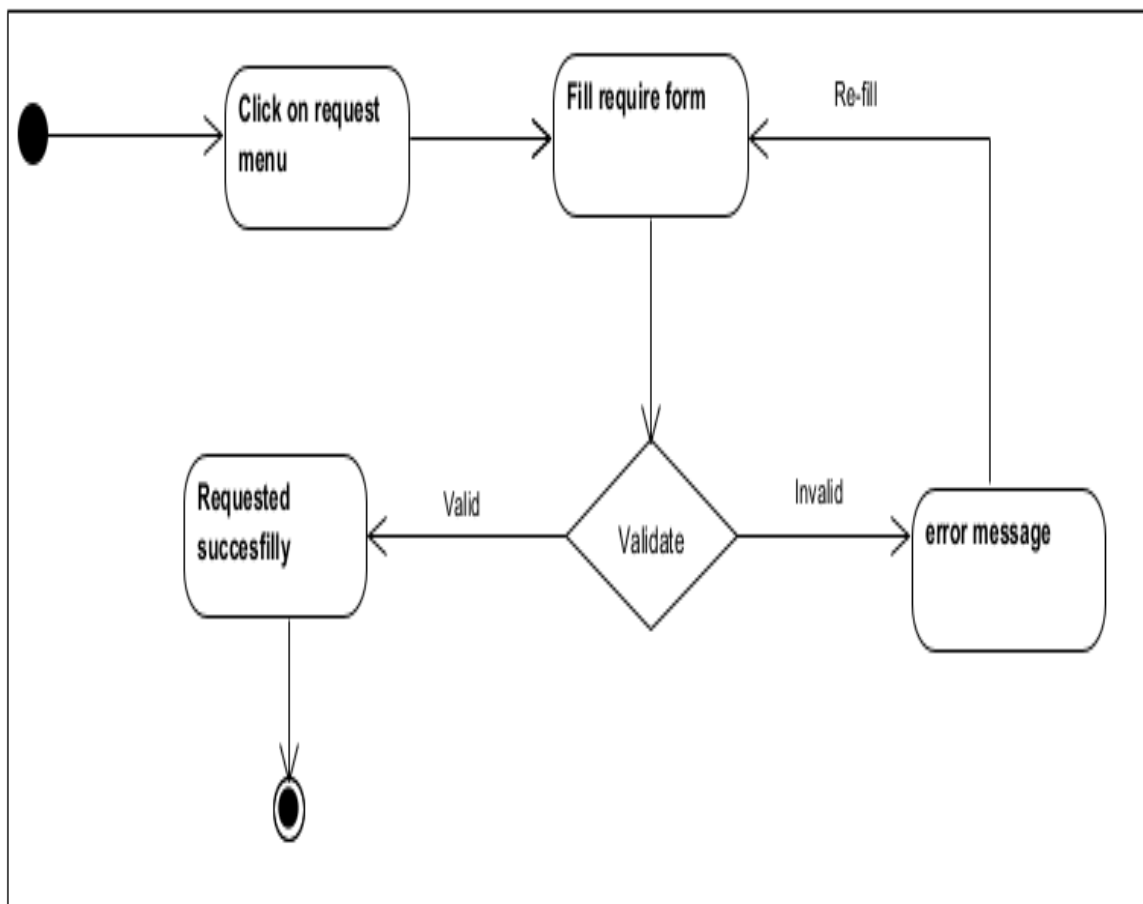 Click on request
menu
Fill require form
Re-fill
Requested
succesfilly
Valid
Validate
Invalid
error message